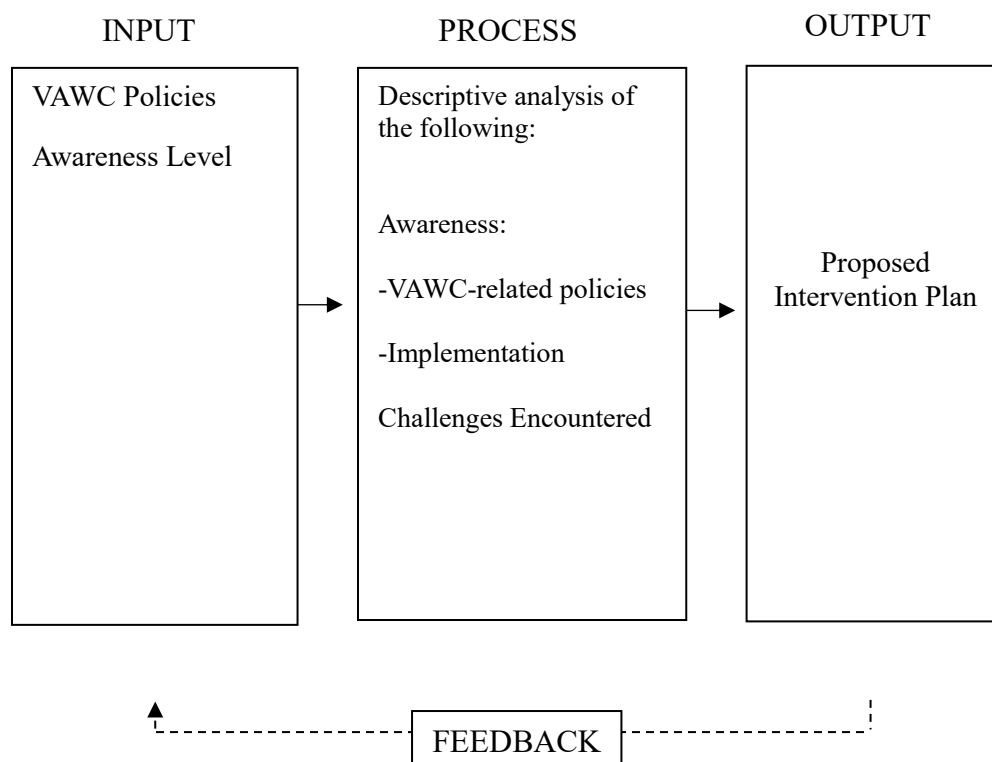 INPUT
PROCESS
OUTPUT
VAWC Policies
Awareness Level
Descriptive analysis of
the following:
Awareness:
-VAWC-related policies
-Implementation
Challenges Encountered
Proposed
Intervention Plan
FEEDBACK